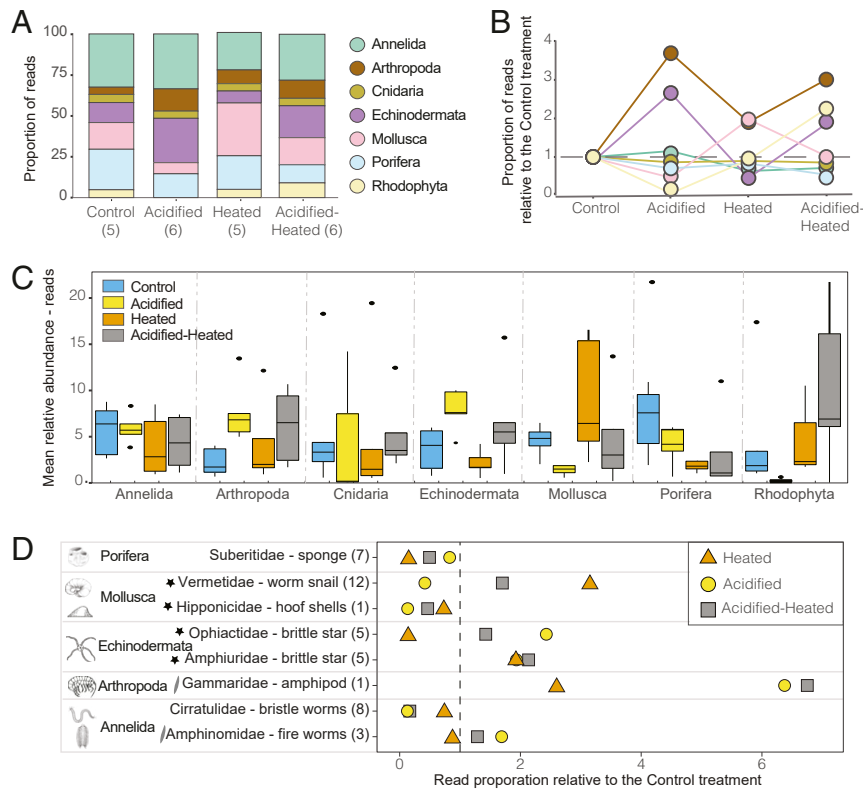 A
Proportion of reads
100
75
50
25
0
Control
(5)
Acidified
(6)
Heated
(5)
Acidified-
Heated (6)
Annelida
Arthropoda
Cnidaria
Echinodermata
Mollusca
Porifera
Rhodophyta
B
Proportion of reads
relative to the Control treatment
4
3
2
1
0
Control
Acidified
Heated
Acidified-
Heated
C
Mean relative abundance - reads
20
15
10
5
0
Control
Acidified
Heated
Acidified-Heated
Annelida
Arthropoda
Cnidaria
Echinodermata
Mollusca
Porifera
Rhodophyta
D
Porifera
Suberitidae - sponge (7)
Mollusca
Vermetidae - worm snail (12)
Hipponicidae - hoof shells (1)
Echinodermata
Ophiactidae - brittle star (5)
Amphiuridae - brittle star (5)
Arthropoda
Gammaridae - amphipod (1)
Annelida
Cirratulidae - bristle worms (8)
Amphinomidae - fire worms (3)
Heated
Acidified
Acidified-Heated
0
2
4
6
Read proporation relative to the Control treatment